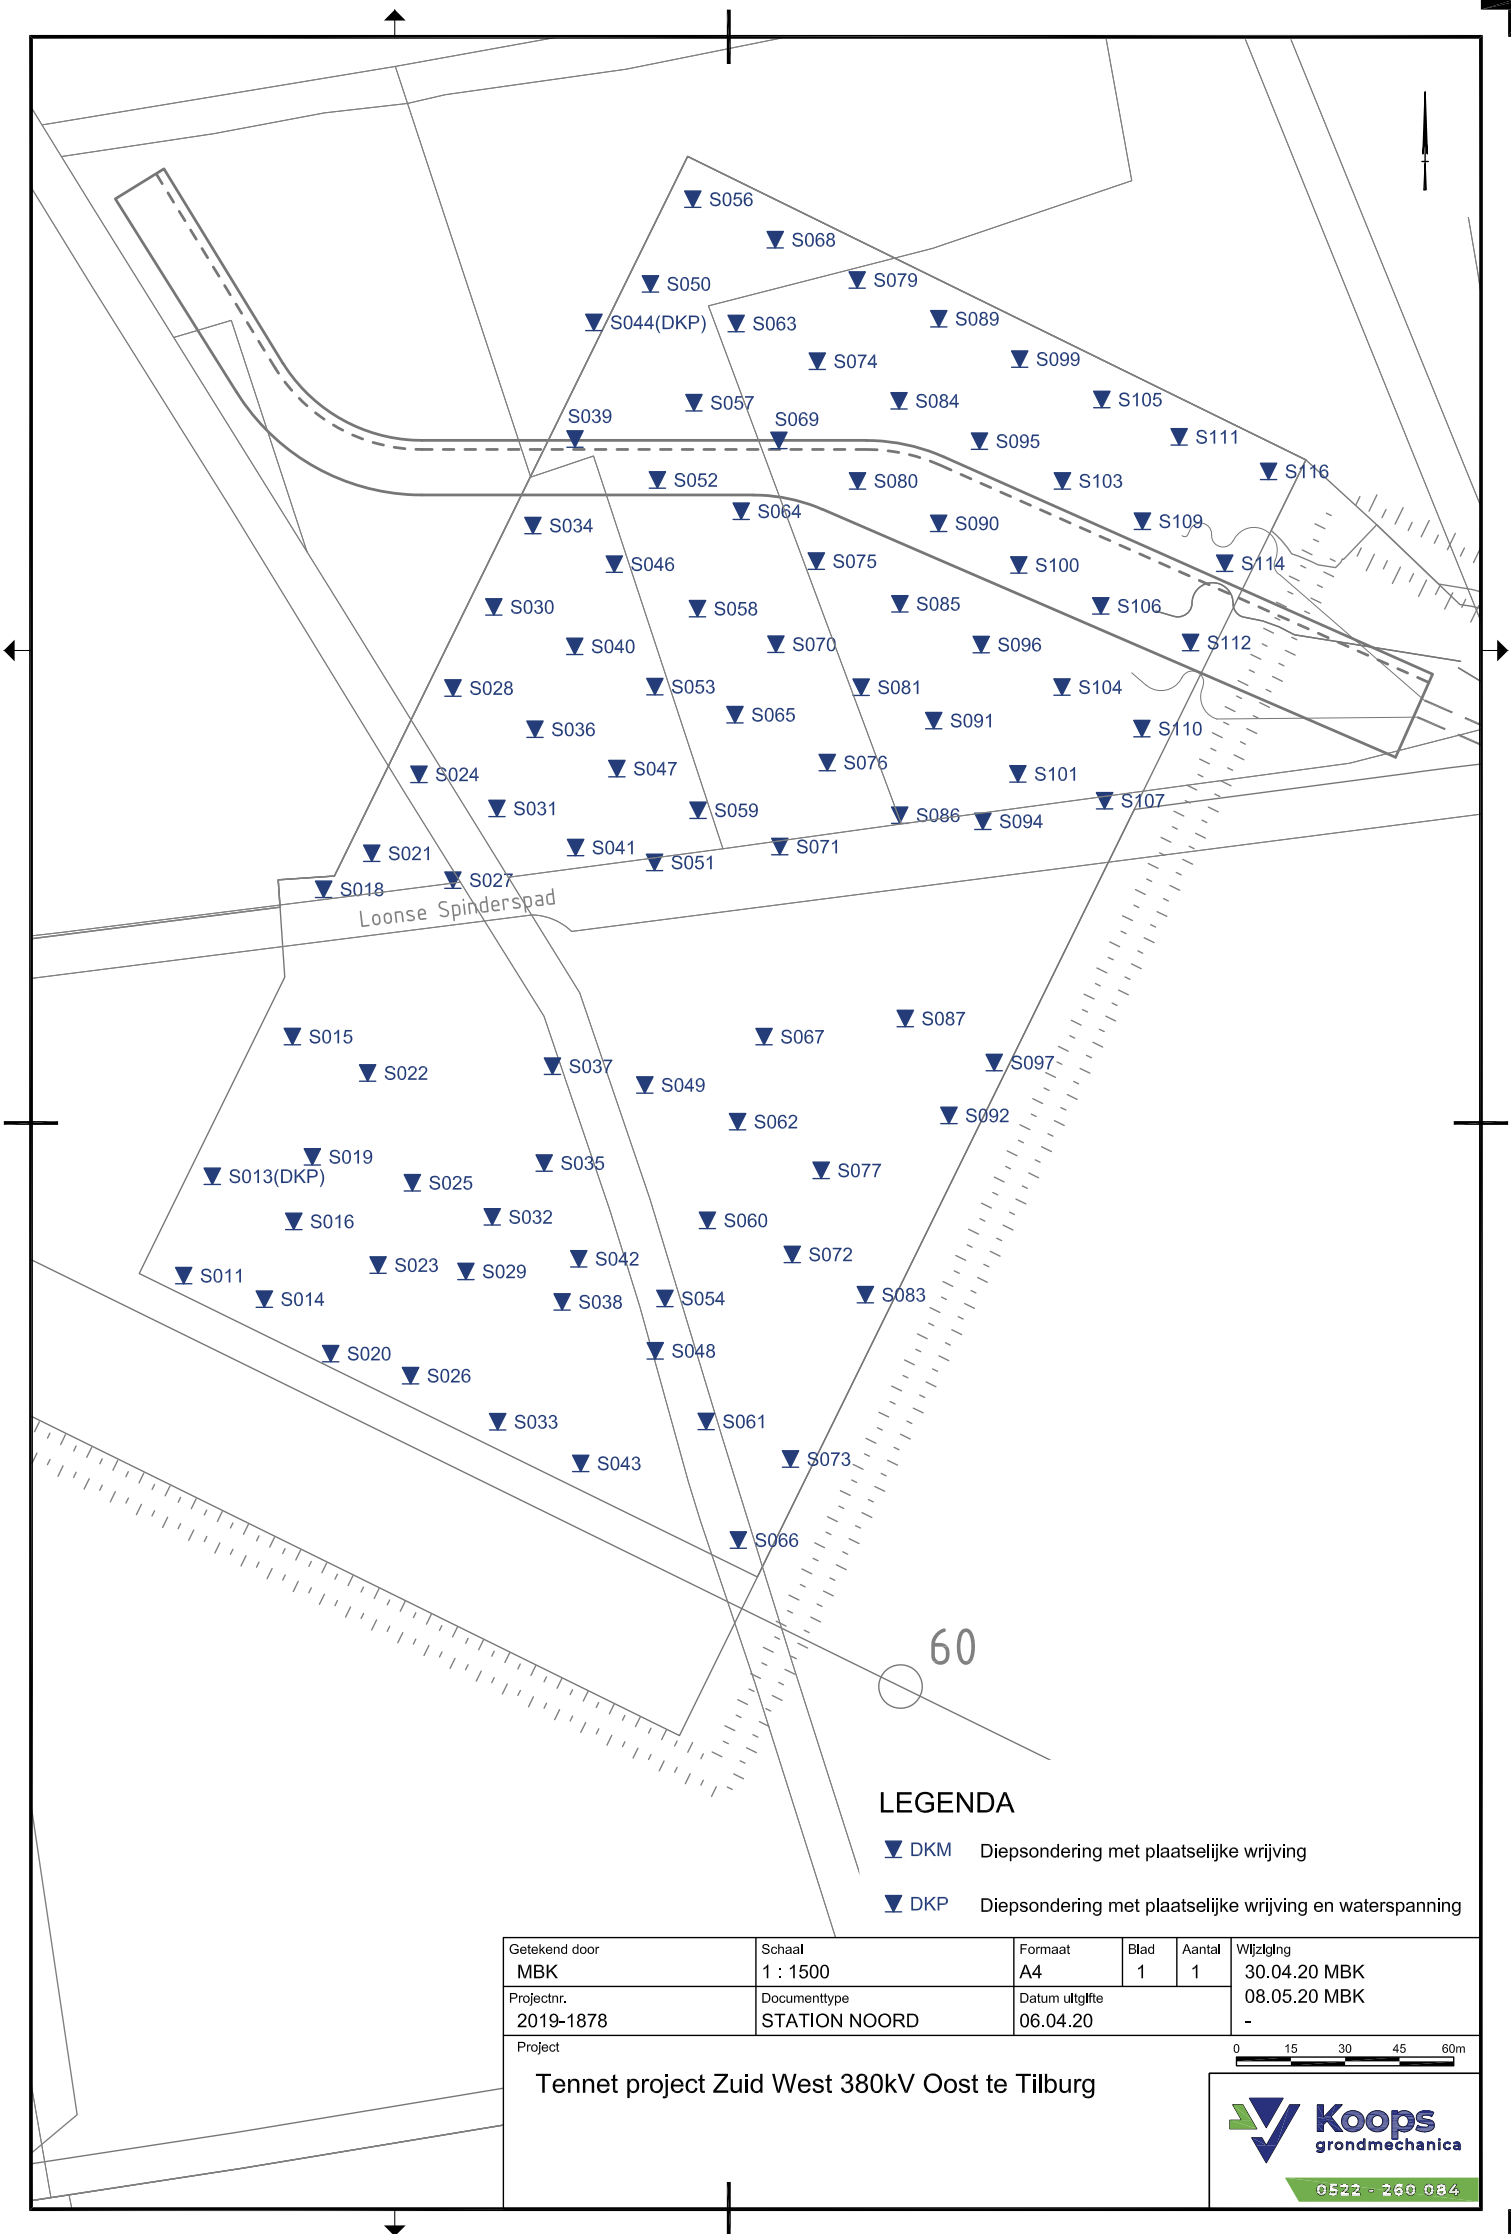 S056
S068
S050
S079
S044(DKP)
S063
S089
S074
S099
S057
S084
S105
S039
S069
S095
S111
S116
S052
S080
S103
S064
S034
S090
S109
S046
S075
S100
S114
S030
S058
S085
S106
S040
S070
S096
S112
S028
S053
S081
S104
S036
S065
S091
S110
S024
S047
S076
S101
S031
S059
S086
S094
S107
S021
S041
S051
S071
S018
S027
Loonse Spinderspad
S015
S067
S087
S022
S037
S049
S097
S062
S092
S019
S013(DKP)
S025
S035
S077
S016
S032
S060
S011
S023
S029
S042
S072
S014
S038
S054
S083
S020
S026
S048
S033
S061
S043
S073
S066
60
LEGENDA
DKM Diepsondering met plaatselijke wrijving
DKP Diepsondering met plaatselijke wrijving en waterspanning
Getekend door
MBK
Schaal
1 : 1500
Formaat
A4
Blad
1
Aantal
1
Wijziging
30.04.20 MBK
08.05.20 MBK
-
Projectnr.
2019-1878
Documenttype
STATION NOORD
Datum uitgifte
06.04.20
Project
Tennet project Zuid West 380kV Oost te Tilburg
0 15 30 45 60m
Koops
grondmechanica
0522 - 260 084